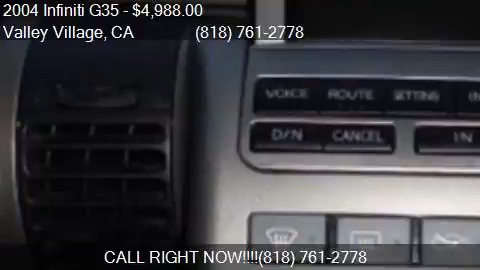 2004 Infiniti G35 - $4,988.00
Valley Village, CA (818) 761-2778
VOICE ROUTE SETTING
D/N CANCEL
CALL RIGHT NOW!!!!(818) 761-2778